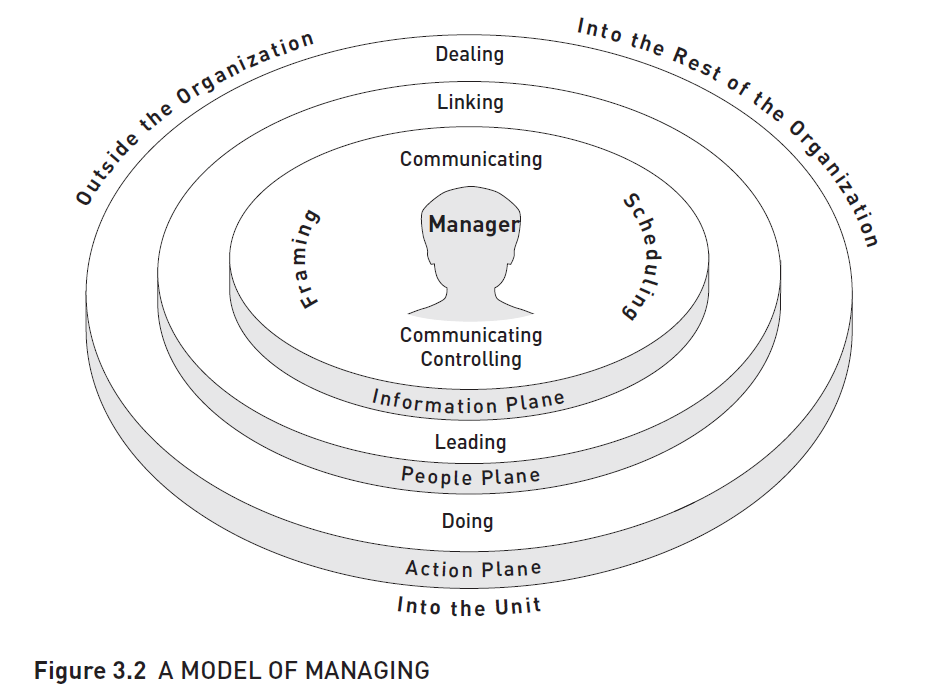 Outside the Organization
Into the Rest of the Organization
Dealing
Linking
Communicating
Framing
Manager
Scheduling
Communicating
Controlling
Information Plane
Leading
People Plane
Doing
Action Plane
Into the Unit
Figure 3.2 A MODEL OF MANAGING